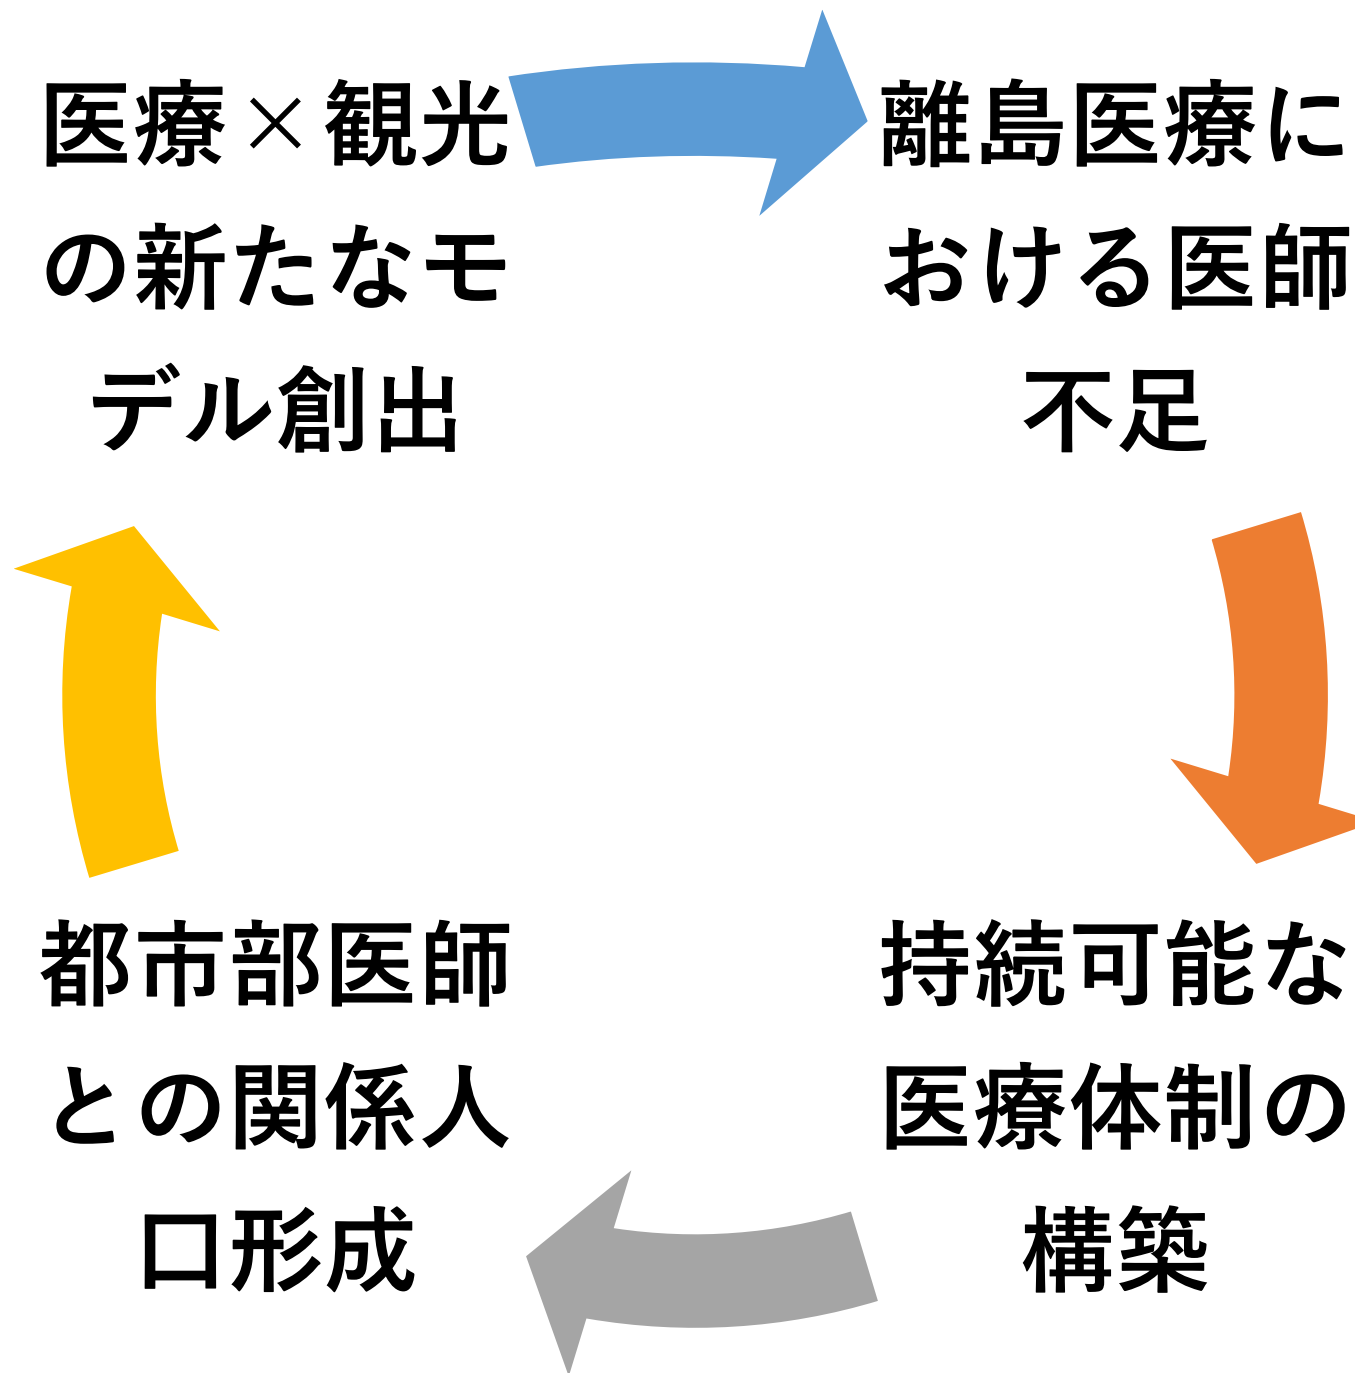 医療×観光
の新たなモ
デル創出
離島医療に
おける医師
不足
持続可能な
医療体制の
構築
都市部医師
との関係人
口形成